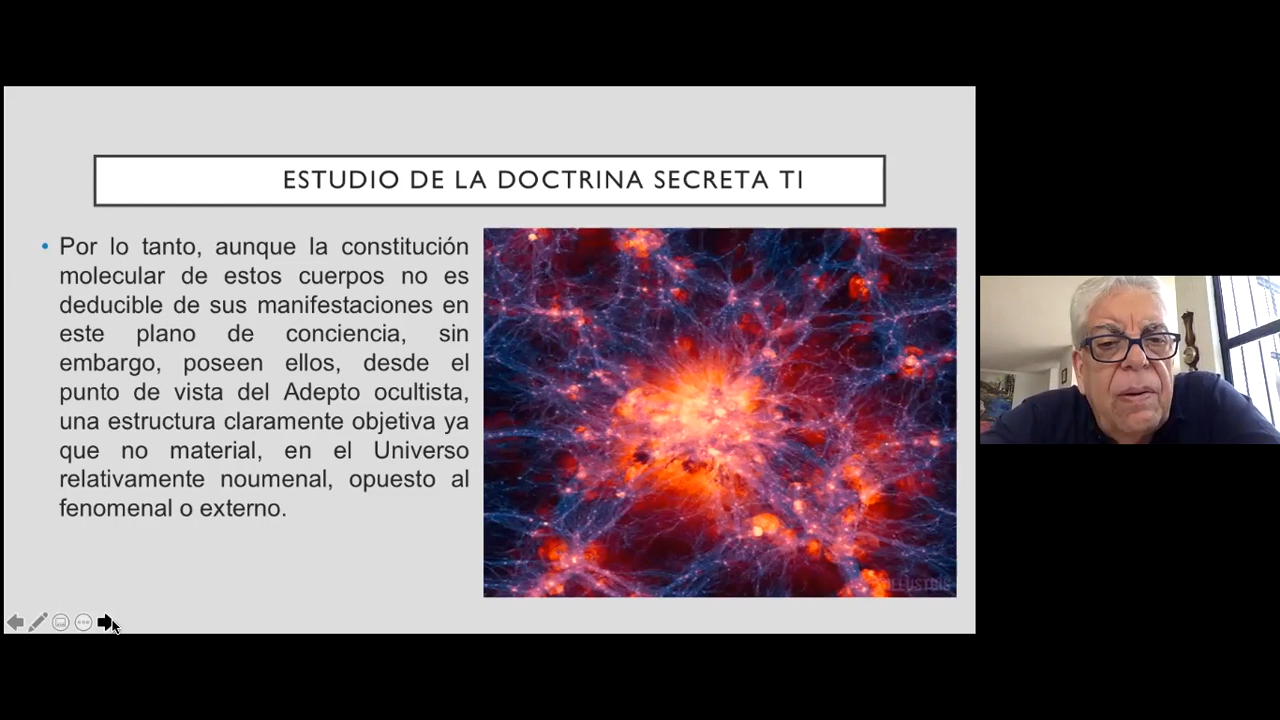 ESTUDIO DE LA DOCTRINA SECRETA TI
• Por lo tanto, aunque la constitución
molecular de estos cuerpos no es
deducible de sus manifestaciones en
este plano de conciencia, sin
embargo, poseen ellos, desde el
punto de vista del Adepto ocultista,
una estructura claramente objetiva ya
que no material, en el Universo
relativamente noumenal, opuesto al
fenomenal o externo.
ILLUSTRIS